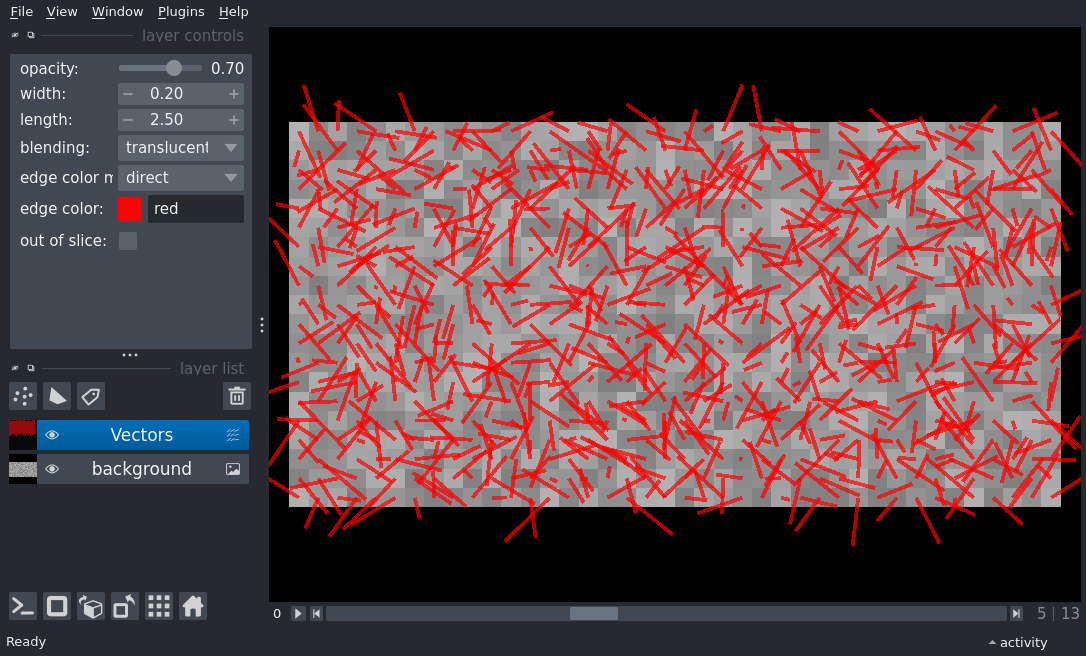 File View Window Plugins Help
layer controls
opacity: 0.70
width: 0.20
length: 2.50
blending: translucent
edge color m direct
edge color: red
out of slice:
layer list
Vectors
background
0 5 13
Ready activity